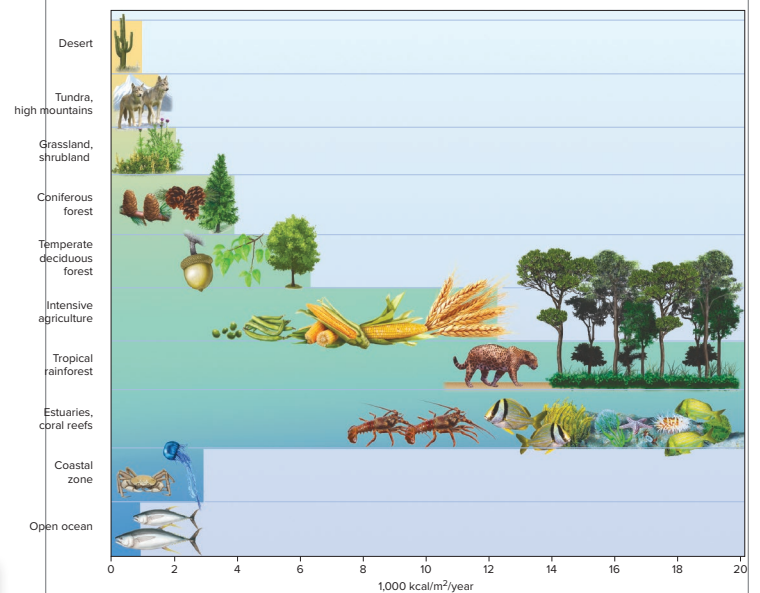 Desert
Tundra,
high mountains
Grassland,
shrubland
Coniferous
forest
Temperate
deciduous
forest
Intensive
agriculture
Tropical
rainforest
Estuaries,
coral reefs
Coastal
zone
Open ocean
0 2 4 6 8 10 12 14 16 18 20
1,000 kcal/m²/year